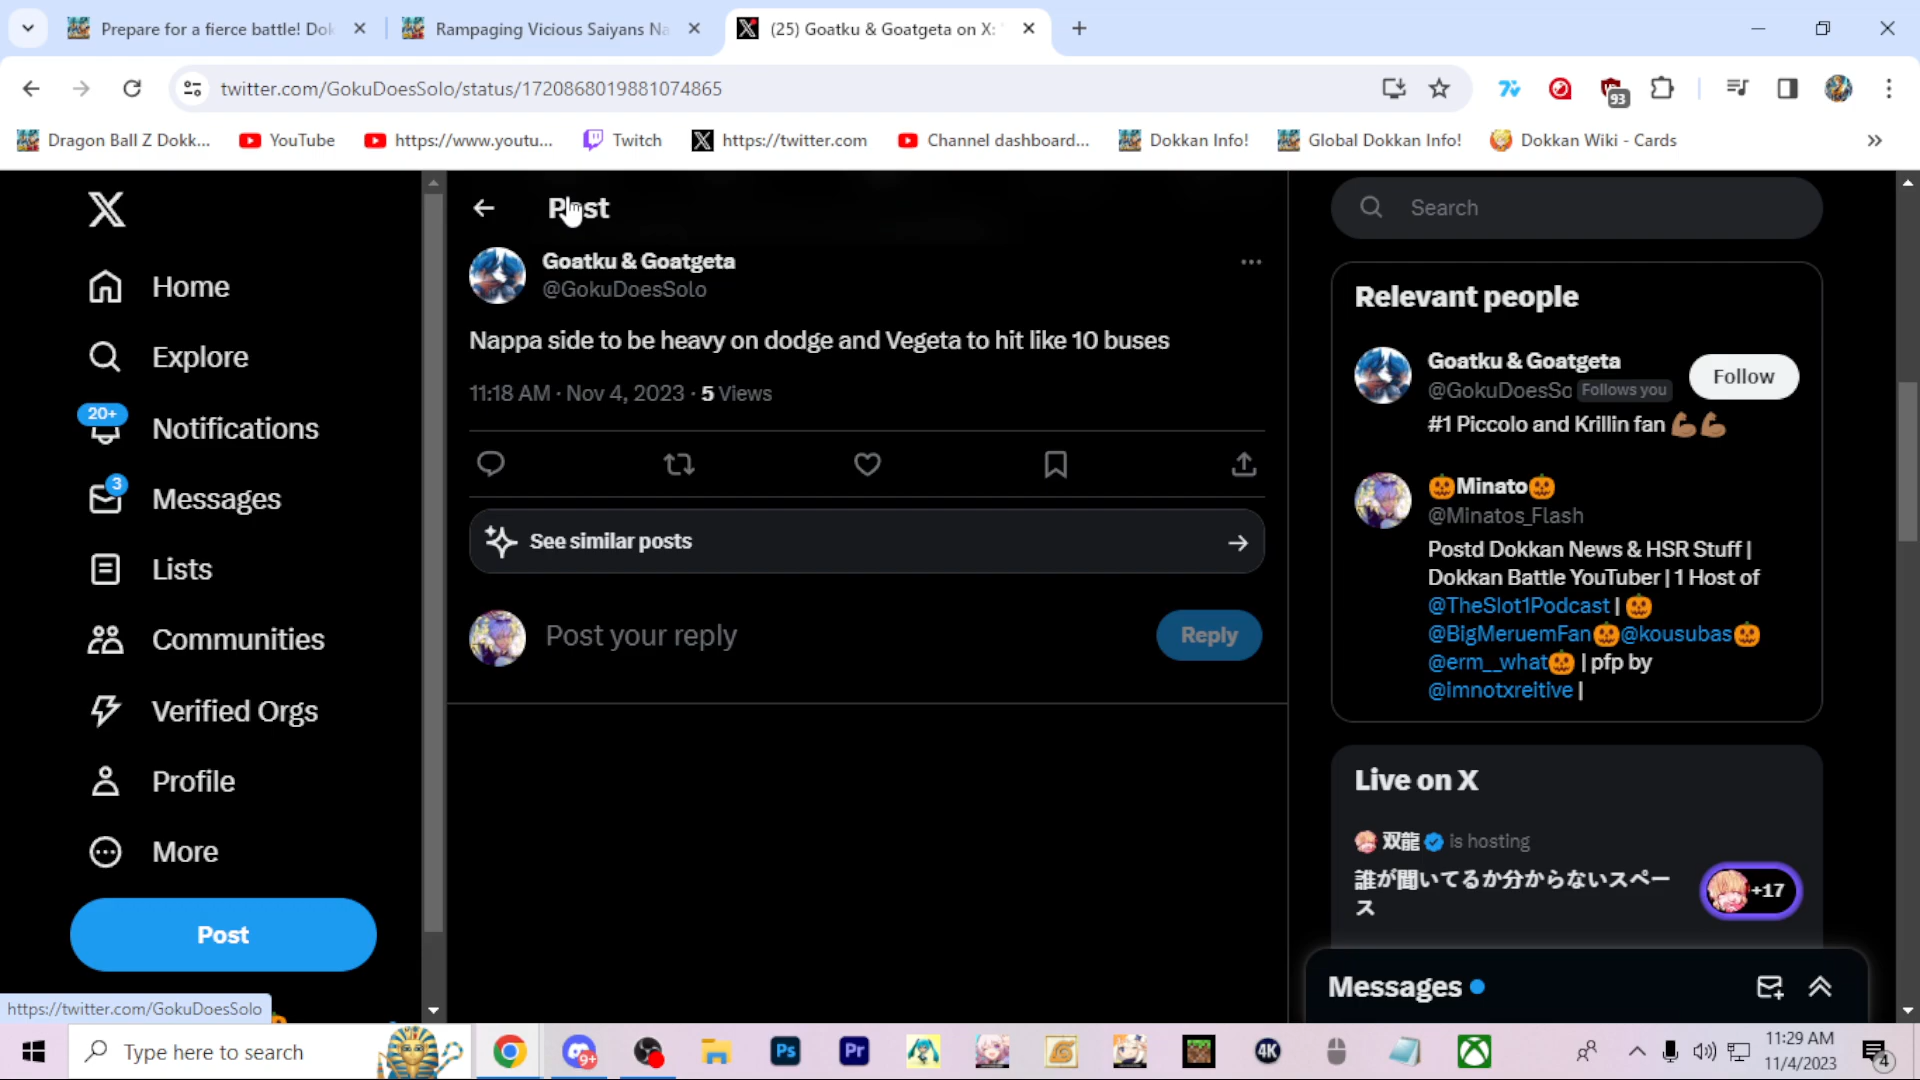 Prepare for a fierce battle! Dok
Rampaging Vicious Saiyans Na
(25) Goatku & Goatgeta on X: "
twitter.com/GokuDoesSolo/status/1720868019881074865
93
Dragon Ball Z Dokk...
YouTube
https://www.youtu...
Twitch
https://twitter.com
Channel dashboard...
Dokkan Info!
Global Dokkan Info!
Dokkan Wiki - Cards
Home
Explore
20+
Notifications
3
Messages
Lists
Communities
Verified Orgs
Profile
More
Post
https://twitter.com/GokuDoesSolo
Post
Goatku & Goatgeta
@GokuDoesSolo
Nappa side to be heavy on dodge and Vegeta to hit like 10 buses
11:18 AM · Nov 4, 2023 · 5 Views
See similar posts
Post your reply
Reply
Search
Relevant people
Goatku & Goatgeta
@GokuDoesSo Follows you
Follow
#1 Piccolo and Krillin fan 💪🏾💪🏾
🎃Minato🎃
@Minatos_Flash
Postd Dokkan News & HSR Stuff |
Dokkan Battle YouTuber | 1 Host of
@TheSlot1Podcast | 🎃
@BigMeruemFan🎃@kousubas🎃
@erm__what🎃 | pfp by
@imnotxreitive |
Live on X
双龍 is hosting
誰が聞いてるか分からないスペー
ス
+17
Messages
Type here to search
9+
Ps
Pr
4K
11:29 AM
11/4/2023
4